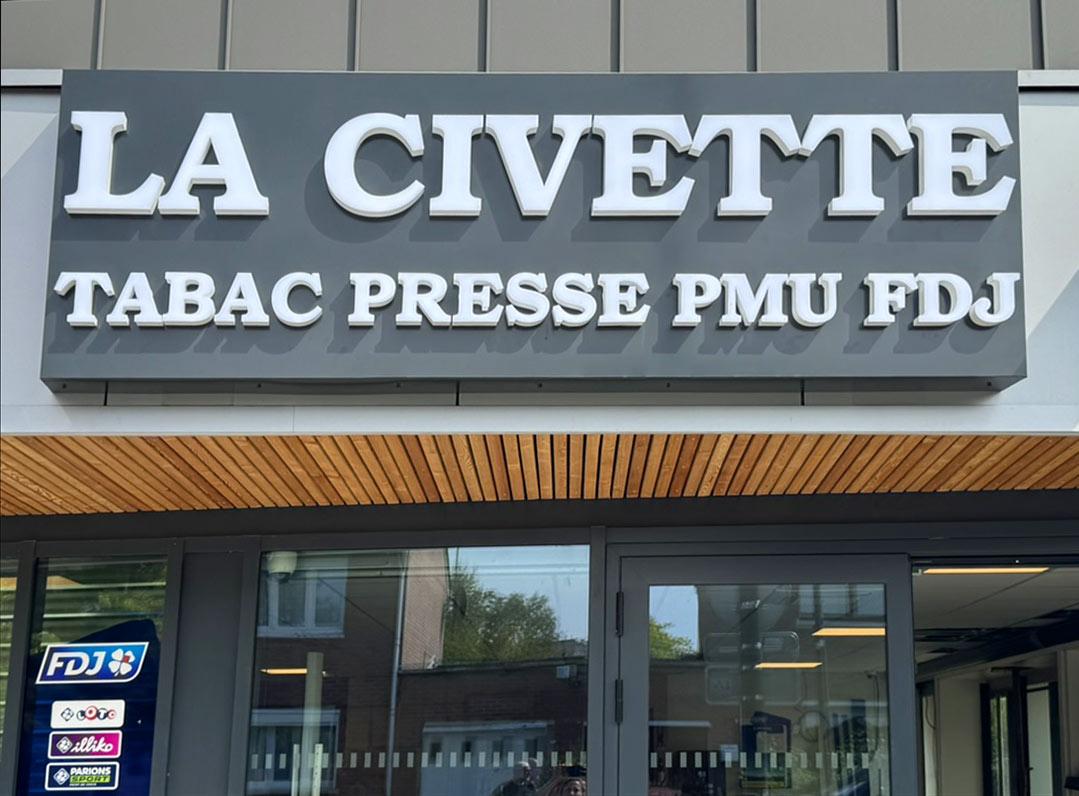 LA CIVETTE
TABAC PRESSE PMU FDJ
FDJ
LOTO
illiko
PARIONS
SPORT